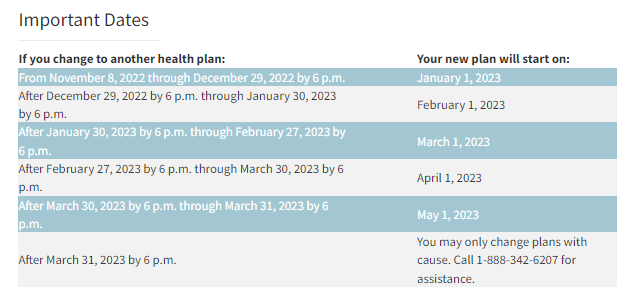 Important Dates
If you change to another health plan: Your new plan will start on:
From November 8, 2022 through December 29, 2022 by 6 p.m. January 1, 2023
After December 29, 2022 by 6 p.m. through January 30, 2023
by 6 p.m. February 1, 2023
After January 30, 2023 by 6 p.m. through February 27, 2023 by
6 p.m. March 1, 2023
After February 27, 2023 by 6 p.m. through March 30, 2023 by 6
p.m. April 1, 2023
After March 30, 2023 by 6 p.m. through March 31, 2023 by 6
p.m. May 1, 2023
After March 31, 2023 by 6 p.m. You may only change plans with
cause. Call 1-888-342-6207 for
assistance.